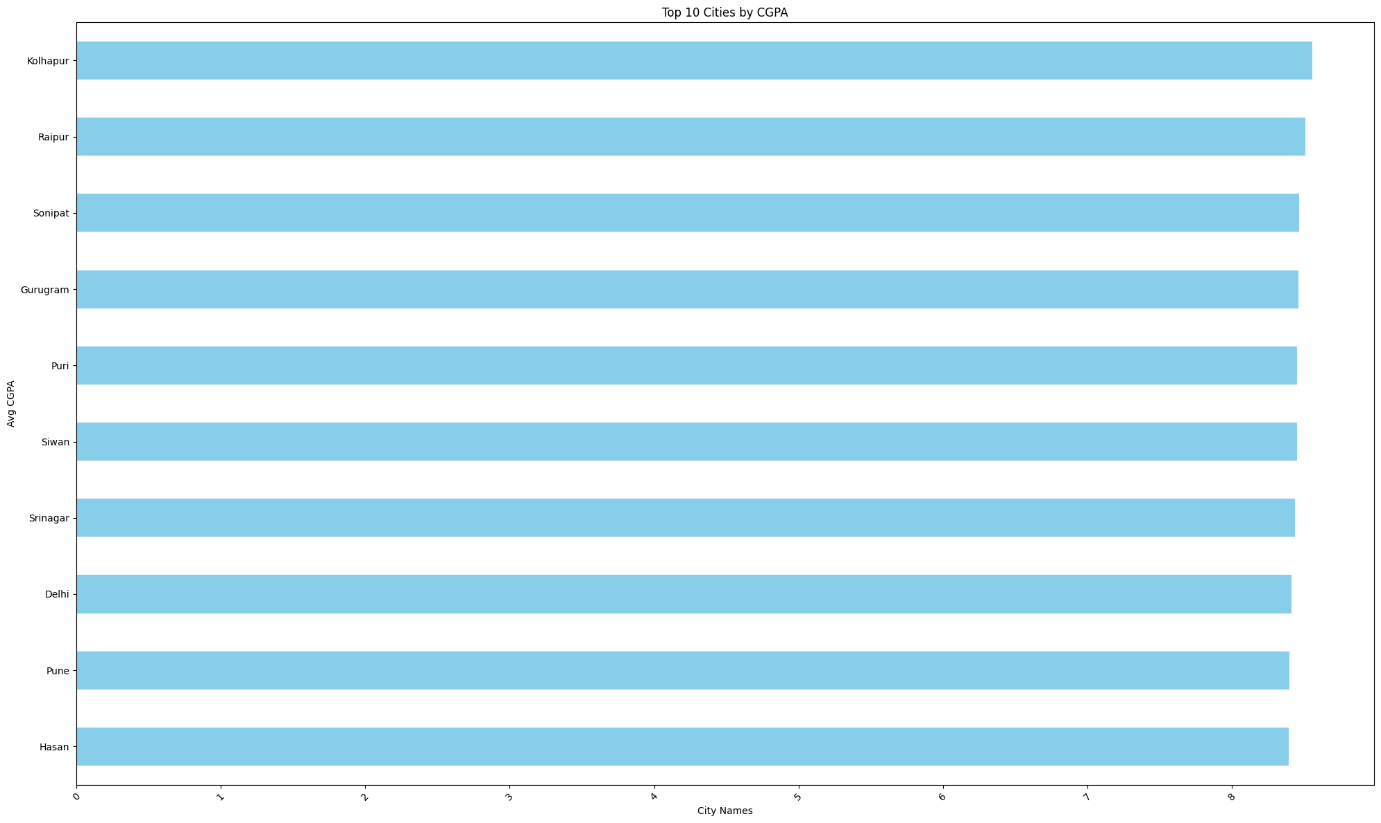 Top 10 Cities by CGPA
Kolhapur
Raipur
Sonipat
Gurugram
Puri
Siwan
Srinagar
Delhi
Pune
Hasan
Avg CGPA
0 1 2 3 4 5 6 7 8
City Names